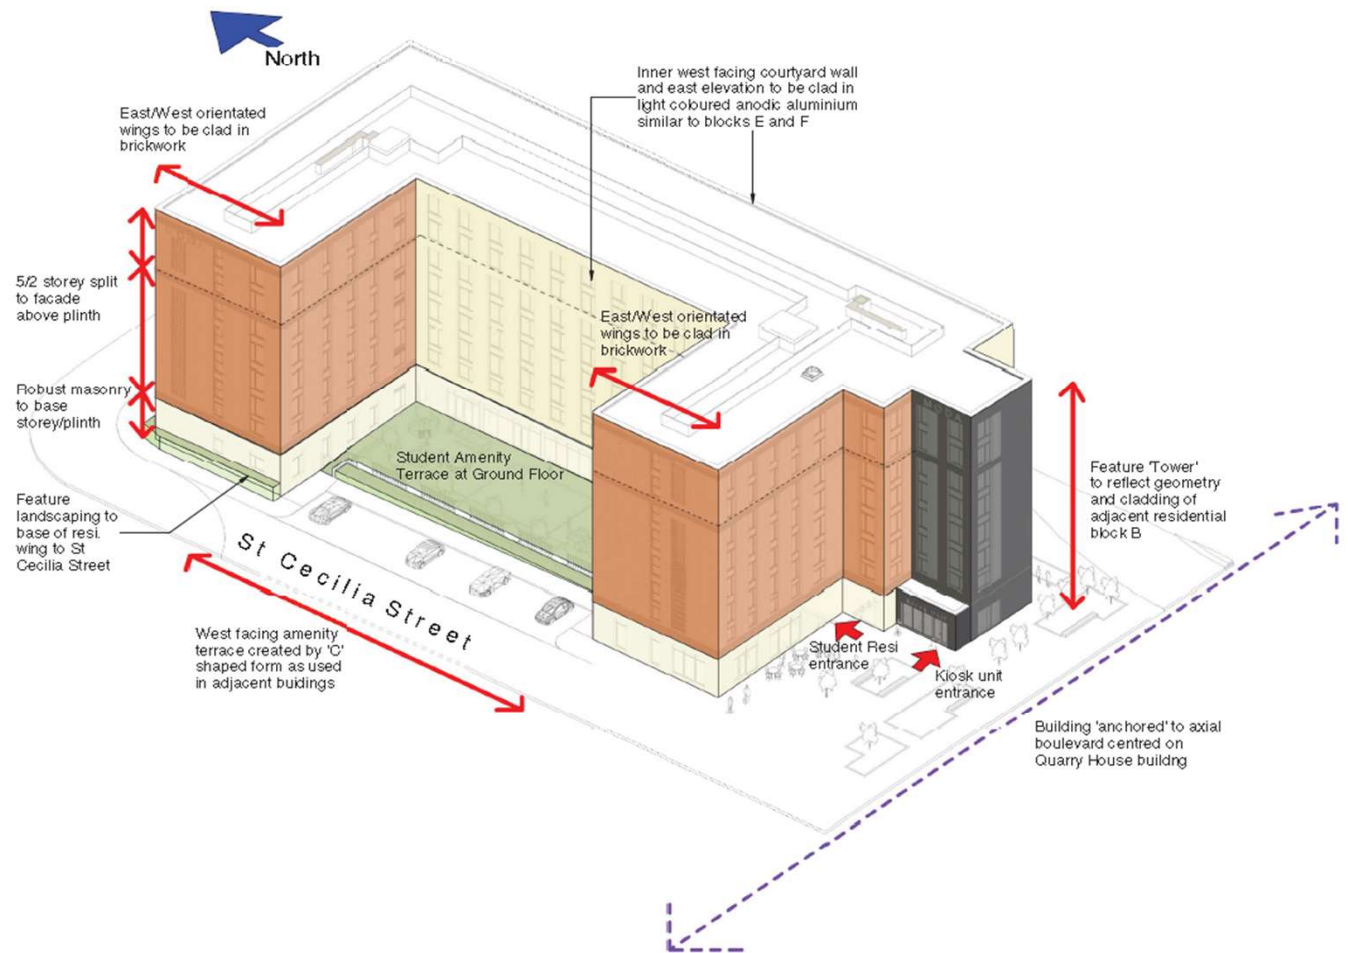 North
Inner west facing courtyard wall
and east elevation to be clad in
light coloured anodic aluminium
similar to blocks E and F
East/West orientated
wings to be clad in
brickwork
5/2 storey split
to facade
above plinth
East/West orientated
wings to be clad in
brickwork
Robust masonry
to base
storey/plinth
Student Amenity
Terrace at Ground Floor
Feature 'Tower'
to reflect geometry
and cladding of
adjacent residential
block B
Feature
landscaping to
base of resi.
wing to St
Cecilia Street
St Cecilia Street
West facing amenity
terrace created by 'C'
shaped form as used
in adjacent buidings
Student Resi
entrance
Kiosk unit
entrance
Building 'anchored' to axial
boulevard centred on
Quarry House buildng